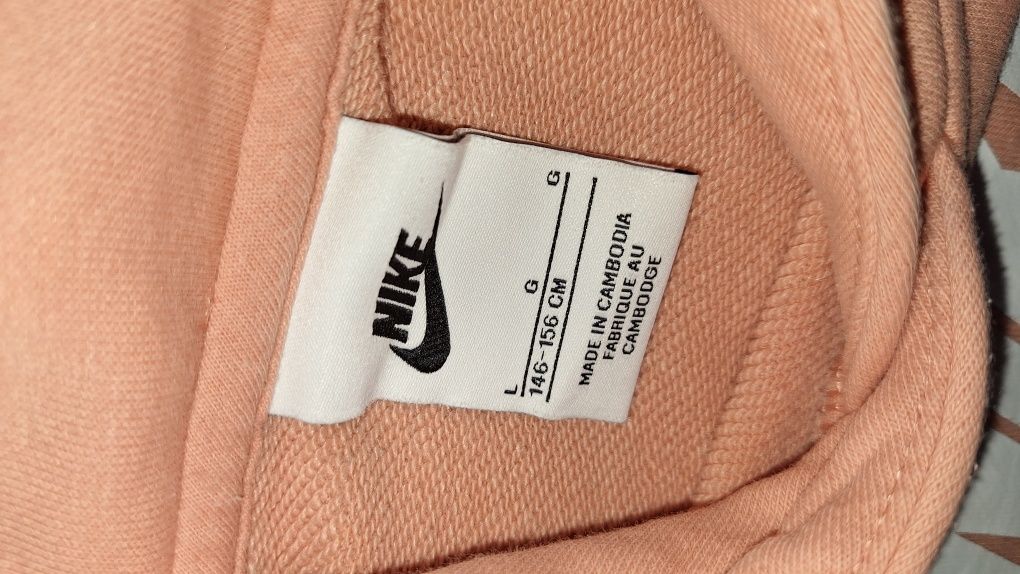 NIKE
L G G
146-156 CM
MADE IN CAMBODIA
FABRIQUE AU
CAMBODGE